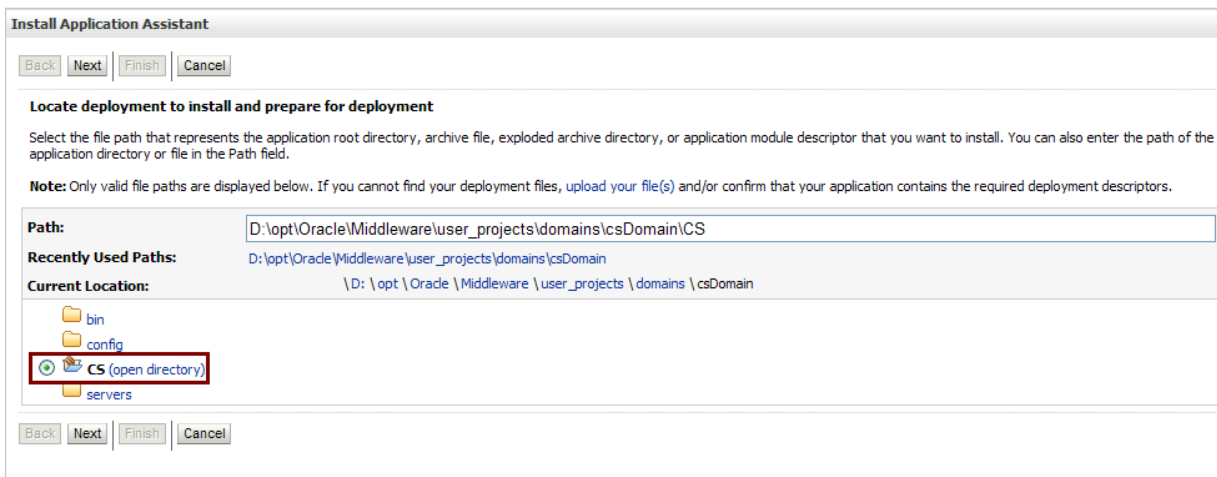 Install Application Assistant
Back Next Finish Cancel
Locate deployment to install and prepare for deployment
Select the file path that represents the application root directory, archive file, exploded archive directory, or application module descriptor that you want to install. You can also enter the path of the
application directory or file in the Path field.
Note: Only valid file paths are displayed below. If you cannot find your deployment files, upload your file(s) and/or confirm that your application contains the required deployment descriptors.
Path: D:\opt\Oracle\Middleware\user_projects\domains\csDomain\CS
Recently Used Paths: D:\opt\Oracle\Middleware\user_projects\domains\csDomain
Current Location: \D: \opt \Oracle \Middleware \user_projects \domains \csDomain
bin
config
CS (open directory)
servers
Back Next Finish Cancel